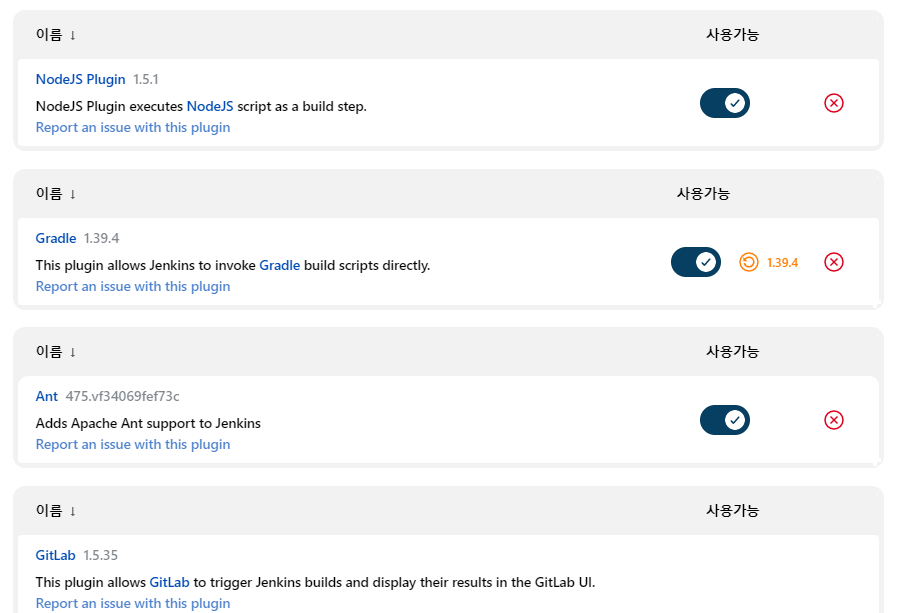 이름 ↓ 사용가능
NodeJS Plugin 1.5.1
NodeJS Plugin executes NodeJS script as a build step.
Report an issue with this plugin
이름 ↓ 사용가능
Gradle 1.39.4
This plugin allows Jenkins to invoke Gradle build scripts directly.
1.39.4
Report an issue with this plugin
이름 ↓ 사용가능
Ant 475.vf34069fef73c
Adds Apache Ant support to Jenkins
Report an issue with this plugin
이름 ↓ 사용가능
GitLab 1.5.35
This plugin allows GitLab to trigger Jenkins builds and display their results in the GitLab UI.
Report an issue with this plugin